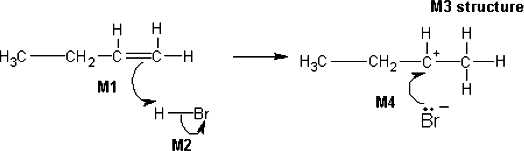 M3 structure
H H H
H₃C CH₂ C C H C⁺ C H
H₃C CH₂
M1 H
M4
H Br Br⁻
M2